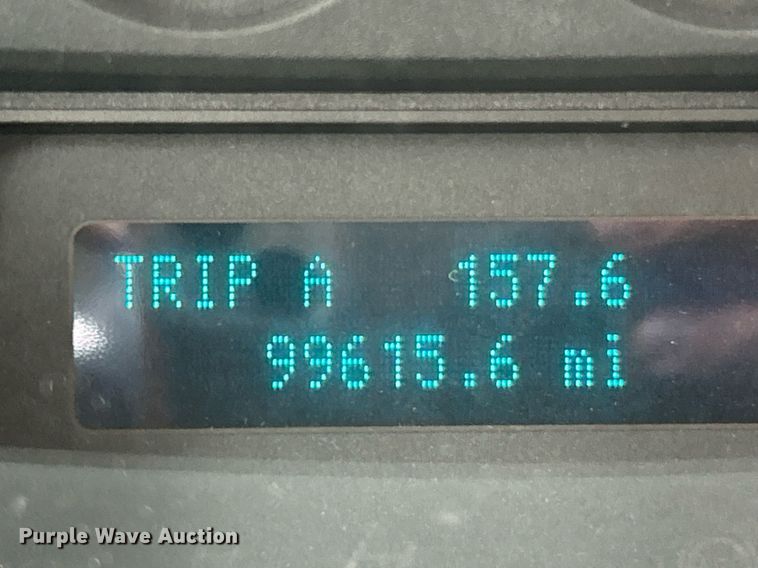 TRIP A 157.6
99615.6 mi
Purple Wave Auction